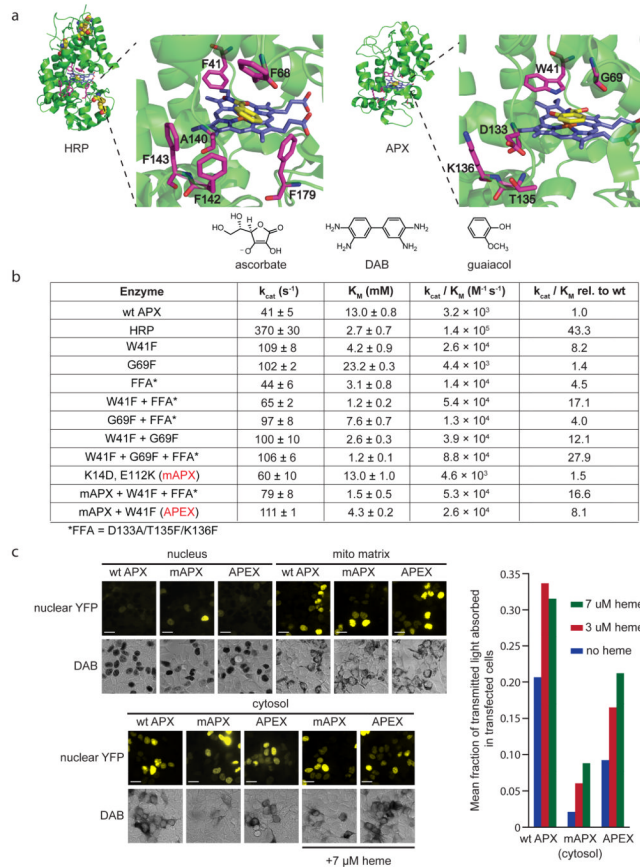 a
F41
F68
A140
F143
F142
F179
HRP
W41
G69
D133
K136
T135
APX
HO
HO
H
O
O
O
OH
ascorbate
H₂N
NH₂
H₂N
NH₂
DAB
OH
OCH₃
guaiacol
b
Enzyme kcat (s⁻¹) KM (mM) kcat / KM (M⁻¹ s⁻¹) kcat / KM rel. to wt
wt APX 41 ± 5 13.0 ± 0.8 3.2 × 10³ 1.0
HRP 370 ± 30 2.7 ± 0.7 1.4 × 10⁵ 43.3
W41F 109 ± 8 4.2 ± 0.9 2.6 × 10⁴ 8.2
G69F 102 ± 2 23.2 ± 0.3 4.4 × 10³ 1.4
FFA* 44 ± 6 3.1 ± 0.8 1.4 × 10⁴ 4.5
W41F + FFA* 65 ± 2 1.2 ± 0.2 5.4 × 10⁴ 17.1
G69F + FFA* 97 ± 8 7.6 ± 0.7 1.3 × 10⁴ 4.0
W41F + G69F 100 ± 10 2.6 ± 0.3 3.9 × 10⁴ 12.1
W41F + G69F + FFA* 106 ± 6 1.2 ± 0.1 8.8 × 10⁴ 27.9
K14D, E112K (mAPX) 60 ± 10 13.0 ± 1.0 4.6 × 10³ 1.5
mAPX + W41F + FFA* 79 ± 8 1.5 ± 0.5 5.3 × 10⁴ 16.6
mAPX + W41F (APEX) 111 ± 1 4.3 ± 0.2 2.6 × 10⁴ 8.1
*FFA = D133A/T135F/K136F
c
nucleus mito matrix
wt APX mAPX APEX wt APX mAPX APEX
nuclear YFP
DAB
cytosol
wt APX mAPX APEX mAPX APEX
nuclear YFP
DAB
+7 µM heme
Mean fraction of transmitted light absorbed
in transfected cells
0.35
0.30
0.25
0.20
0.15
0.10
0.05
0.00
7 uM heme
3 uM heme
no heme
wt APX mAPX APEX
(cytosol)